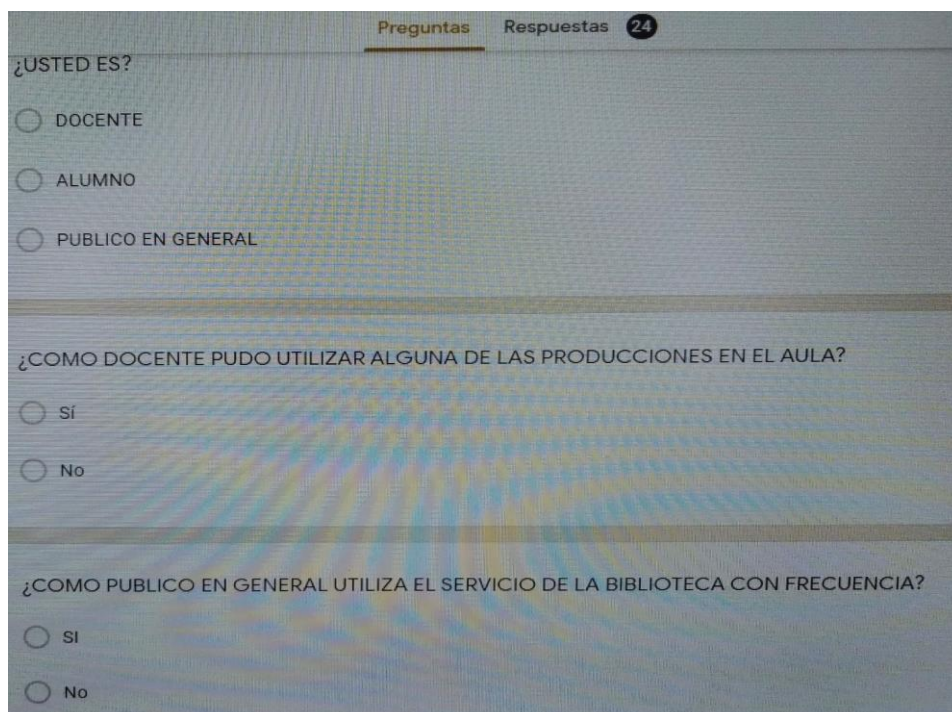 Preguntas Respuestas 24
¿USTED ES?
DOCENTE
ALUMNO
PUBLICO EN GENERAL
¿COMO DOCENTE PUDO UTILIZAR ALGUNA DE LAS PRODUCCIONES EN EL AULA?
Sí
No
¿COMO PUBLICO EN GENERAL UTILIZA EL SERVICIO DE LA BIBLIOTECA CON FRECUENCIA?
SI
No